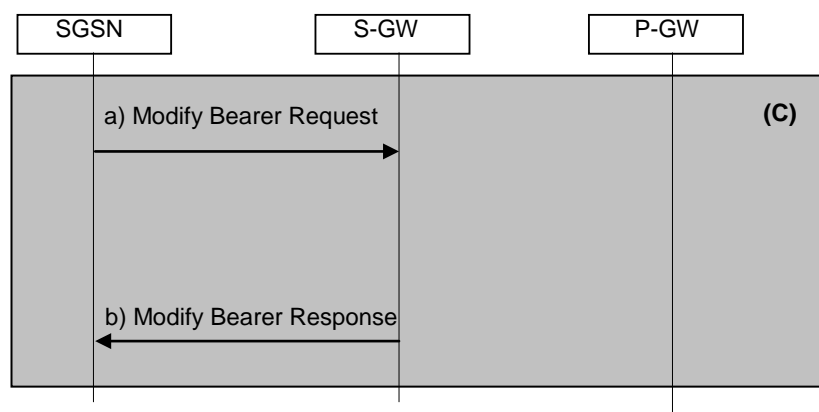 SGSN
S-GW
P-GW
(C)
a) Modify Bearer Request
b) Modify Bearer Response